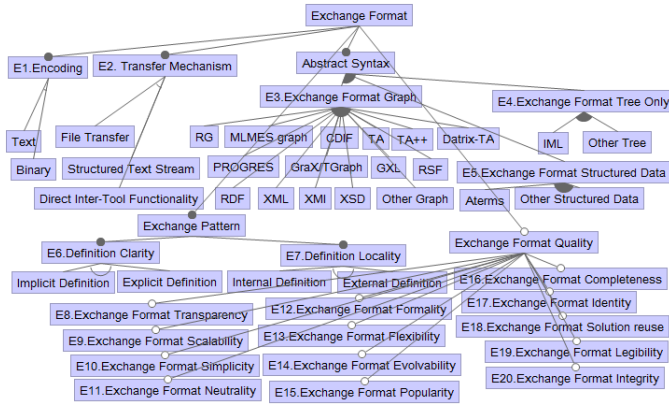 Exchange Format
E1.Encoding
E2. Transfer Mechanism
Abstract Syntax
E3.Exchange Format Graph
E4.Exchange Format Tree Only
Text
File Transfer
RG
MLMES graph
CDIF
TA
TA++
Datrix-TA
IML
Other Tree
Binary
Structured Text Stream
PROGRES
GraX/TGraph
GXL
RSF
E5.Exchange Format Structured Data
Direct Inter-Tool Functionality
RDF
XML
XMI
XSD
Other Graph
Aterms
Other Structured Data
Exchange Pattern
E6.Definition Clarity
E7.Definition Locality
Exchange Format Quality
Implicit Definition
Explicit Definition
Internal Definition
External Definition
E16.Exchange Format Completeness
E8.Exchange Format Transparency
E12.Exchange Format Formality
E17.Exchange Format Identity
E9.Exchange Format Scalability
E13.Exchange Format Flexibility
E18.Exchange Format Solution reuse
E10.Exchange Format Simplicity
E14.Exchange Format Evolvability
E19.Exchange Format Legibility
E11.Exchange Format Neutrality
E15.Exchange Format Popularity
E20.Exchange Format Integrity